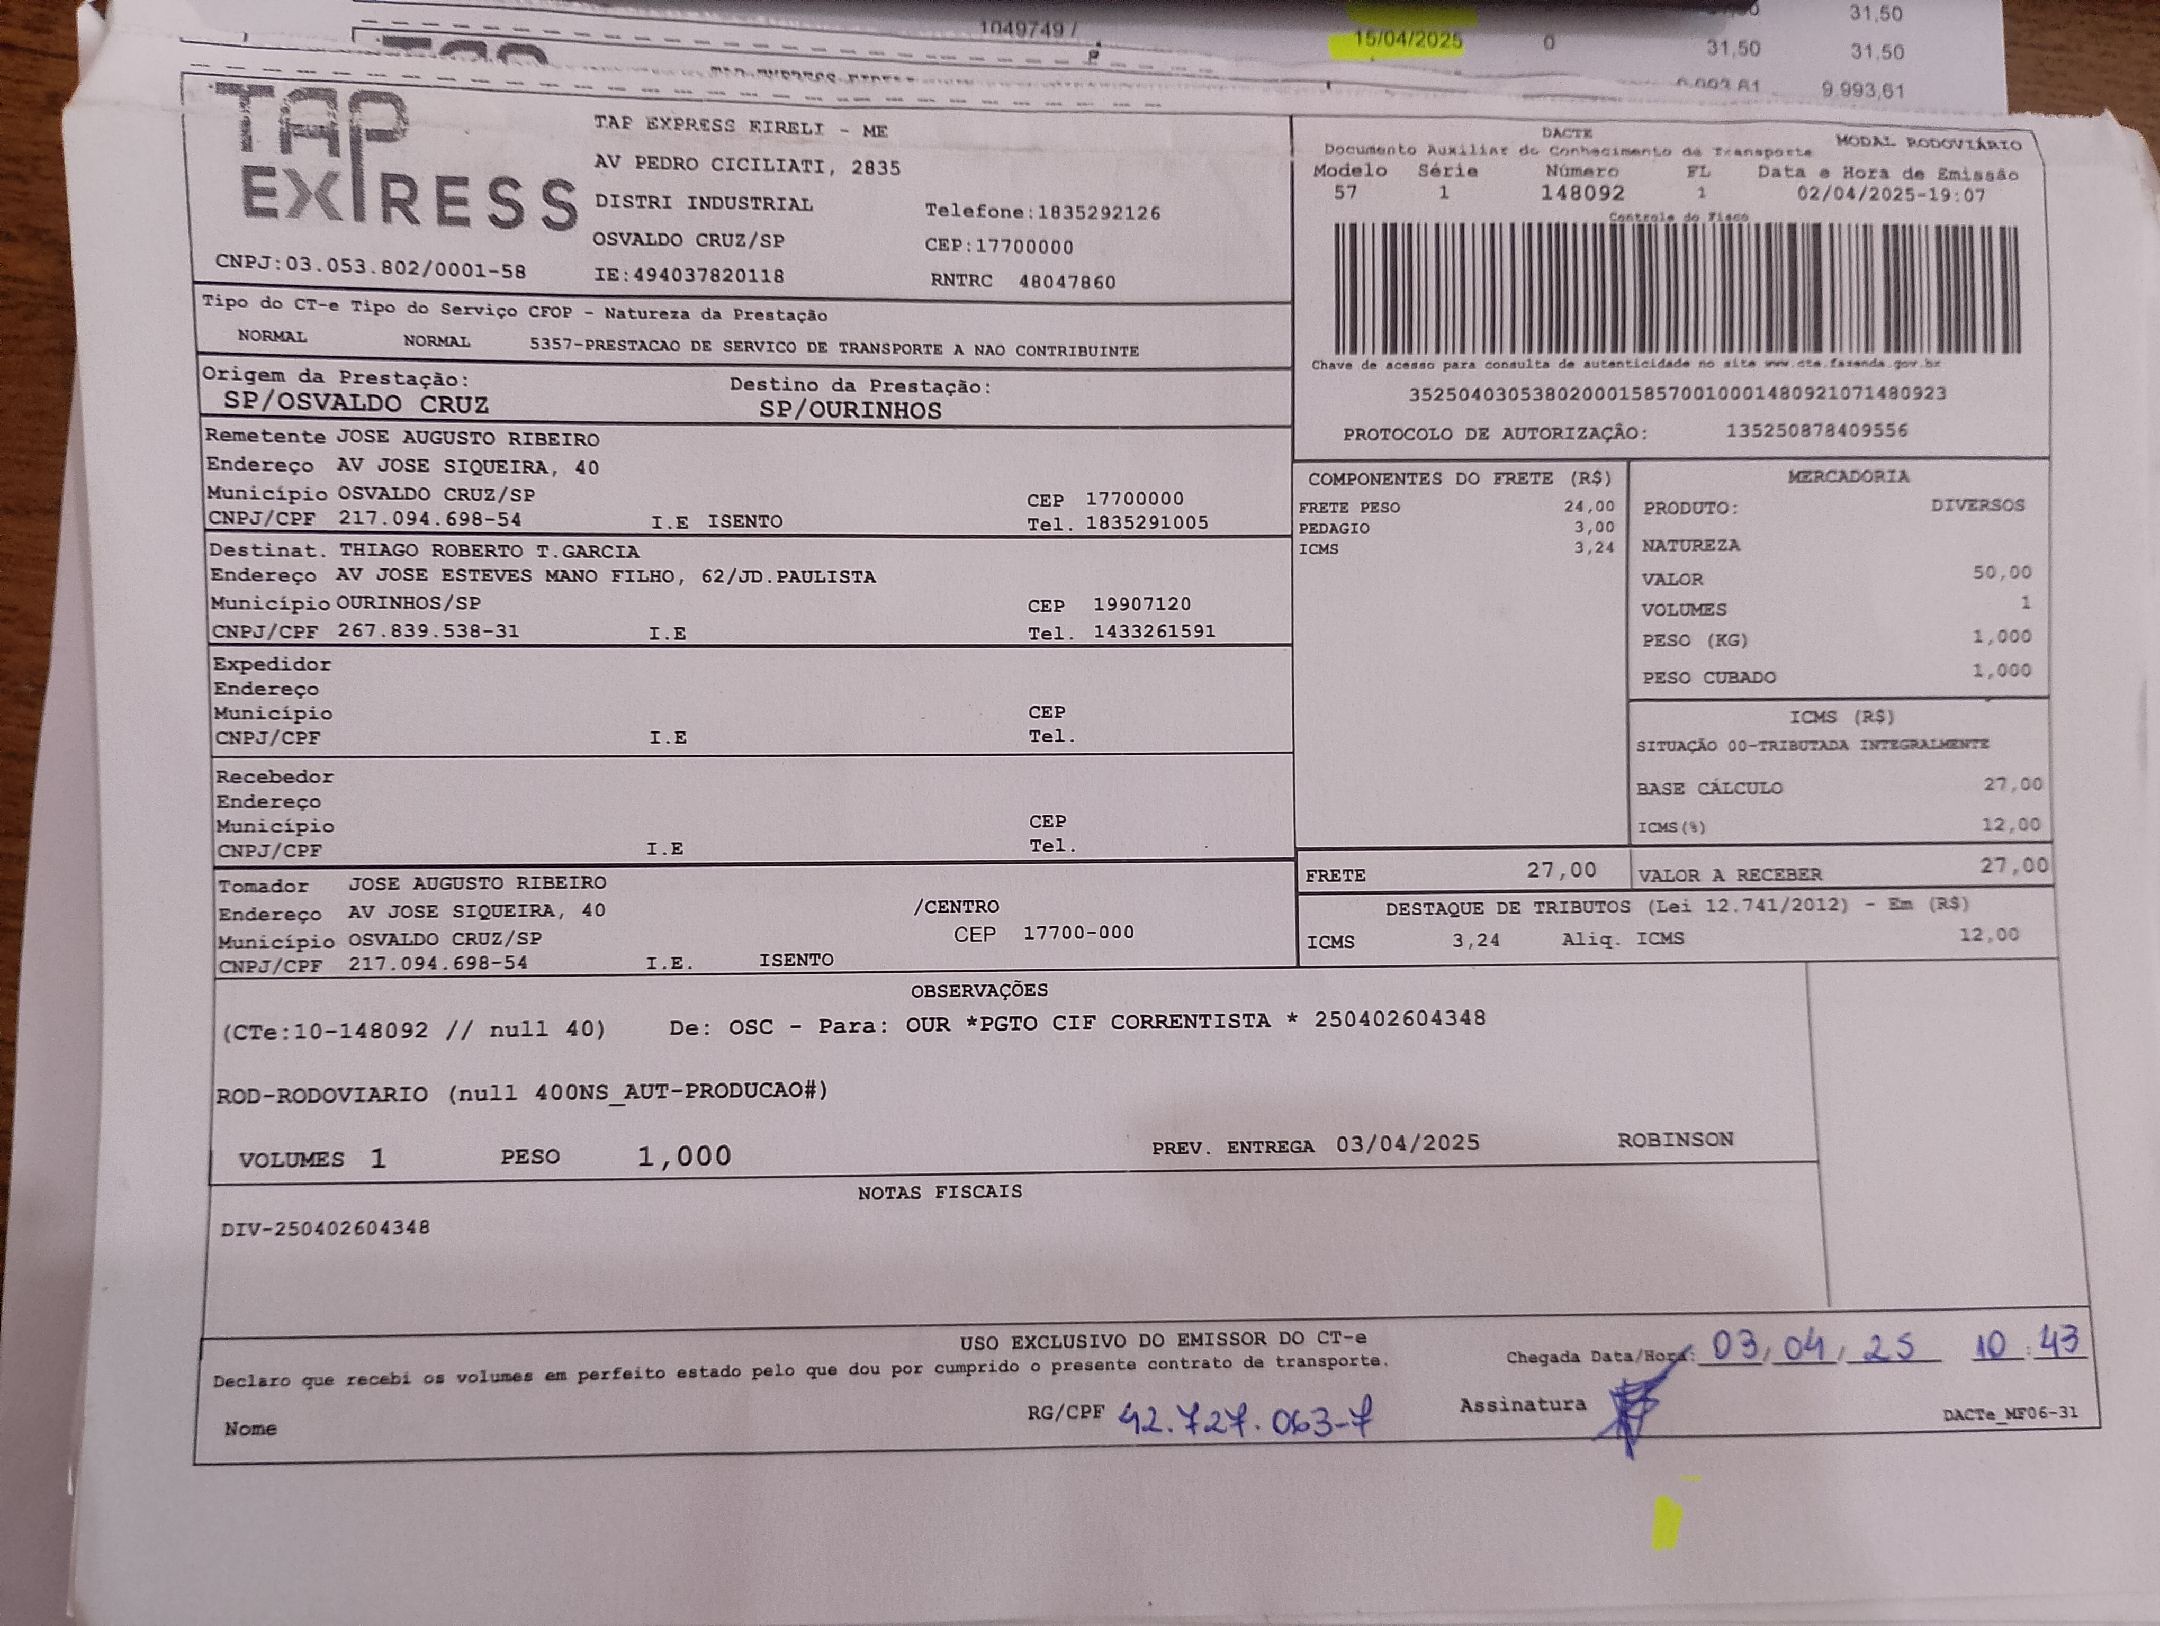 1049749 /
31,50
15/04/2025 0 31,50 31,50
9.993,61
TAP EXPRESS
TAP EXPRESS EIRELI - ME
AV PEDRO CICILIATI, 2835
DISTRI INDUSTRIAL Telefone:1835292126
OSVALDO CRUZ/SP CEP:17700000
CNPJ:03.053.802/0001-58 IE:494037820118 RNTRC 48047860
DACTE MODAL RODOVIÁRIO
Documento Auxiliar do Conhecimento de Transporte
Modelo Série Número FL Data e Hora de Emissão
57 1 148092 1 02/04/2025-19:07
Controle do Fisco
Chave de acesso para consulta de autenticidade no site www.cte.fazenda.gov.br
35250403053802000158570010001480921071480923
PROTOCOLO DE AUTORIZAÇÃO: 135250878409556
Tipo do CT-e Tipo do Serviço CFOP - Natureza da Prestação
NORMAL NORMAL 5357-PRESTACAO DE SERVICO DE TRANSPORTE A NAO CONTRIBUINTE
Origem da Prestação: Destino da Prestação:
SP/OSVALDO CRUZ SP/OURINHOS
Remetente JOSE AUGUSTO RIBEIRO
Endereço AV JOSE SIQUEIRA, 40
Município OSVALDO CRUZ/SP CEP 17700000
CNPJ/CPF 217.094.698-54 I.E ISENTO Tel. 1835291005
Destinat. THIAGO ROBERTO T.GARCIA
Endereço AV JOSE ESTEVES MANO FILHO, 62/JD.PAULISTA
Município OURINHOS/SP CEP 19907120
CNPJ/CPF 267.839.538-31 I.E Tel. 1433261591
Expedidor
Endereço
Município CEP
CNPJ/CPF I.E Tel.
Recebedor
Endereço
Município CEP
CNPJ/CPF I.E Tel.
Tomador JOSE AUGUSTO RIBEIRO
Endereço AV JOSE SIQUEIRA, 40 /CENTRO
Município OSVALDO CRUZ/SP CEP 17700-000
CNPJ/CPF 217.094.698-54 I.E. ISENTO
COMPONENTES DO FRETE (R$)
FRETE PESO 24,00
PEDAGIO 3,00
ICMS 3,24
MERCADORIA
PRODUTO: DIVERSOS
NATUREZA
VALOR 50,00
VOLUMES 1
PESO (KG) 1,000
PESO CUBADO 1,000
ICMS (R$)
SITUAÇÃO 00-TRIBUTADA INTEGRALMENTE
BASE CÁLCULO 27,00
ICMS(%) 12,00
FRETE 27,00 VALOR A RECEBER 27,00
DESTAQUE DE TRIBUTOS (Lei 12.741/2012) - Em (R$)
ICMS 3,24 Aliq. ICMS 12,00
OBSERVAÇÕES
(CTe:10-148092 // null 40) De: OSC - Para: OUR *PGTO CIF CORRENTISTA * 250402604348
ROD-RODOVIARIO (null 400NS_AUT-PRODUCAO#)
VOLUMES 1 PESO 1,000 PREV. ENTREGA 03/04/2025 ROBINSON
NOTAS FISCAIS
DIV-250402604348
USO EXCLUSIVO DO EMISSOR DO CT-e
Declaro que recebi os volumes em perfeito estado pelo que dou por cumprido o presente contrato de transporte.
Chegada Data/Hora: 03/04/25 10:43
Nome RG/CPF 42.727.063-7 Assinatura DACTe_MF06-31